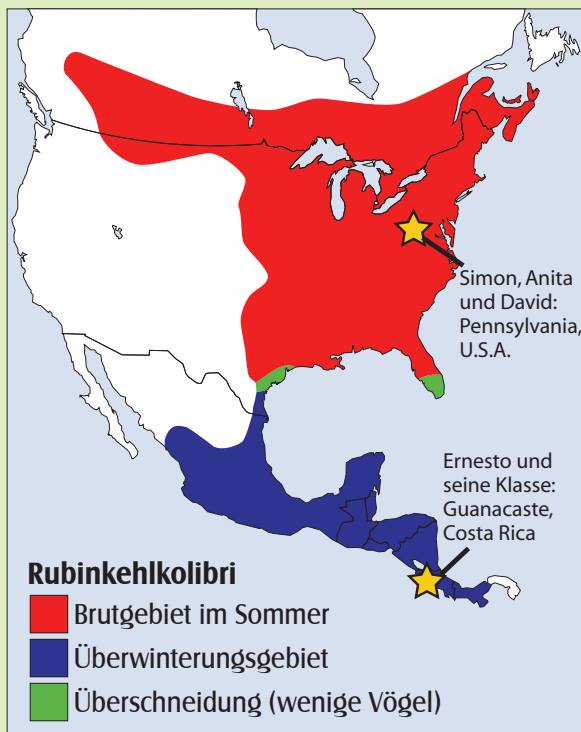 Simon, Anita
und David:
Pennsylvania,
U.S.A.
Ernesto und
seine Klasse:
Guanacaste,
Costa Rica
Rubinkehlkolibri
Brutgebiet im Sommer
Überwinterungsgebiet
Überschneidung (wenige Vögel)